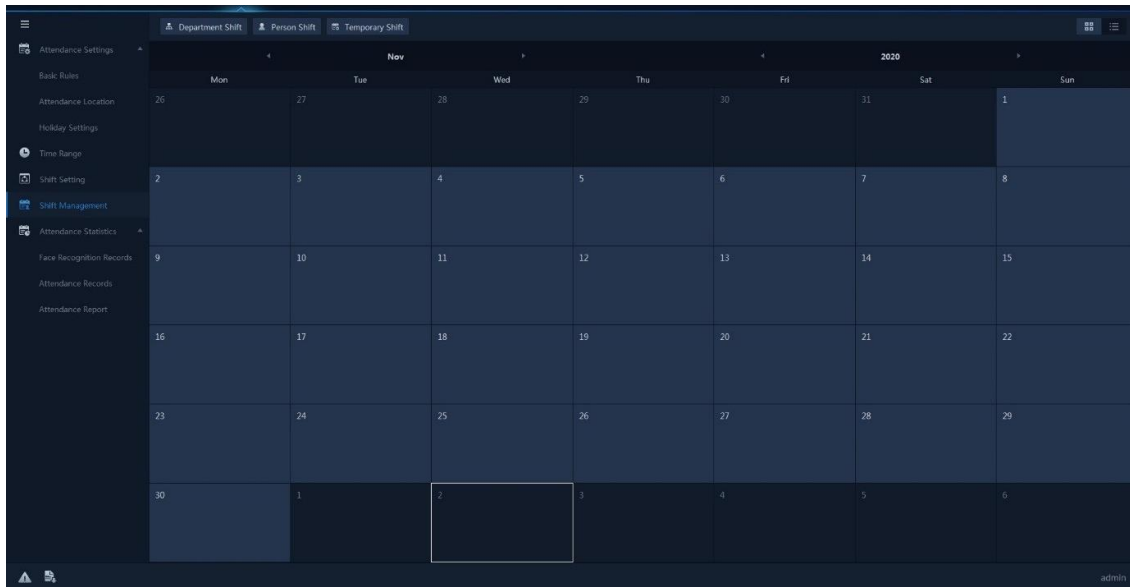 Department Shift Person Shift Temporary Shift
Attendance Settings
Basic Rules
Attendance Location
Holiday Settings
Time Range
Shift Setting
Shift Management
Attendance Statistics
Face Recognition Records
Attendance Records
Attendance Report
Nov 2020
Mon Tue Wed Thu Fri Sat Sun
26 27 28 29 30 31 1
2 3 4 5 6 7 8
9 10 11 12 13 14 15
16 17 18 19 20 21 22
23 24 25 26 27 28 29
30 1 2 3 4 5 6
admin